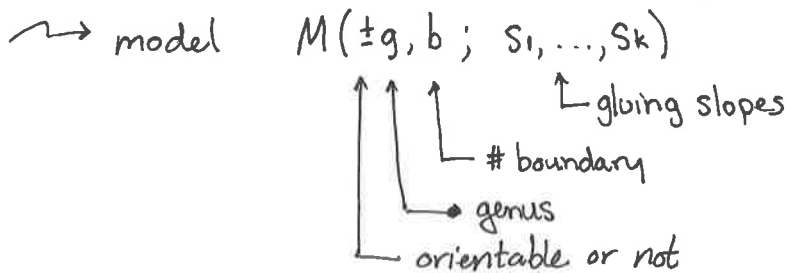 ⇝ model M(±g, b ; S₁, ..., Sₖ)
gluing slopes
# boundary
genus
orientable or not